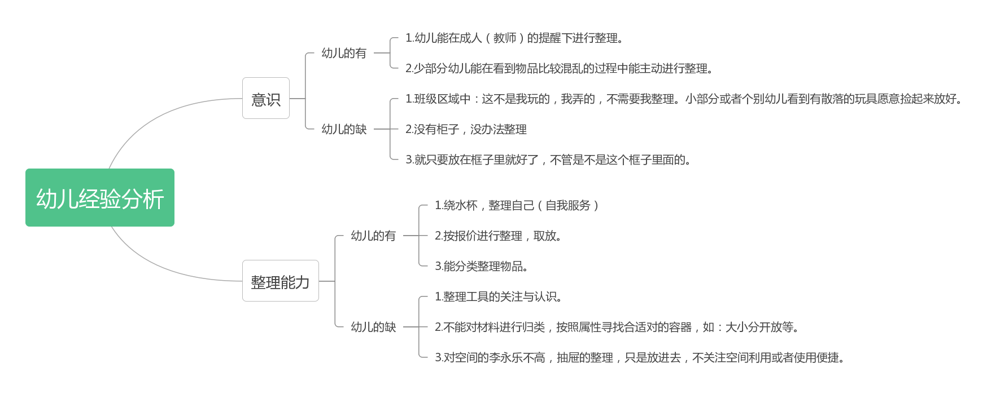 幼儿经验分析
意识
幼儿的有
1.幼儿能在成人（教师）的提醒下进行整理。
2.少部分幼儿能在看到物品比较混乱的过程中能主动进行整理。
幼儿的缺
1.班级区域中：这不是我玩的，我弄的，不需要我整理。小部分或者个别幼儿看到有散落的玩具愿意捡起来放好。
2.没有柜子，没办法整理
3.就只要放在框子里就好了，不管是不是这个框子里面的。
整理能力
幼儿的有
1.绕水杯，整理自己（自我服务）
2.按报价进行整理，取放。
3.能分类整理物品。
幼儿的缺
1.整理工具的关注与认识。
2.不能对材料进行归类，按照属性寻找合适对的容器，如：大小分开放等。
3.对空间的李永乐不高，抽屉的整理，只是放进去，不关注空间利用或者使用便捷。